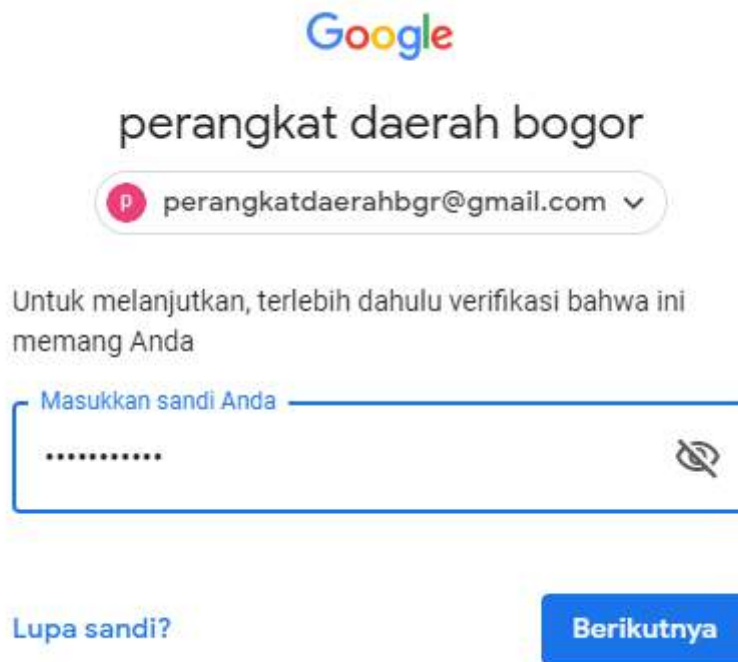 Google
perangkat daerah bogor
P perangkatdaerahbgr@gmail.com
Untuk melanjutkan, terlebih dahulu verifikasi bahwa ini
memang Anda
Masukkan sandi Anda
•••••••••••
Lupa sandi?
Berikutnya